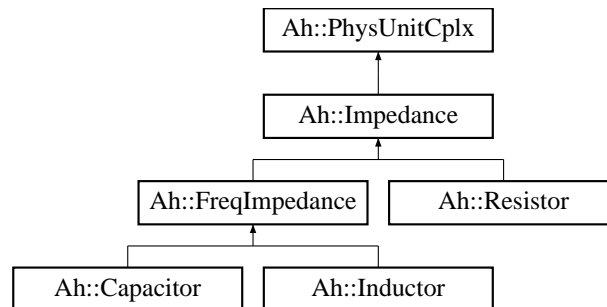 Ah::PhysUnitCplx
Ah::Impedance
Ah::FreqImpedance
Ah::Resistor
Ah::Capacitor
Ah::Inductor